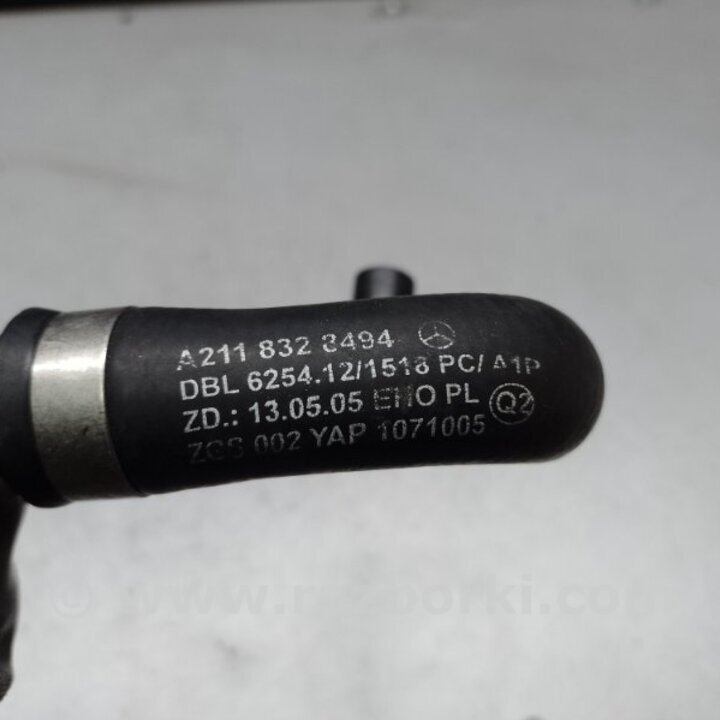 A211 832 8494
DBL 6254.12/1518 PC/ A1P
ZD.: 13.05.05 EHO PL Q2
ZGS 002 YAP 1071005
© www.razborki.com